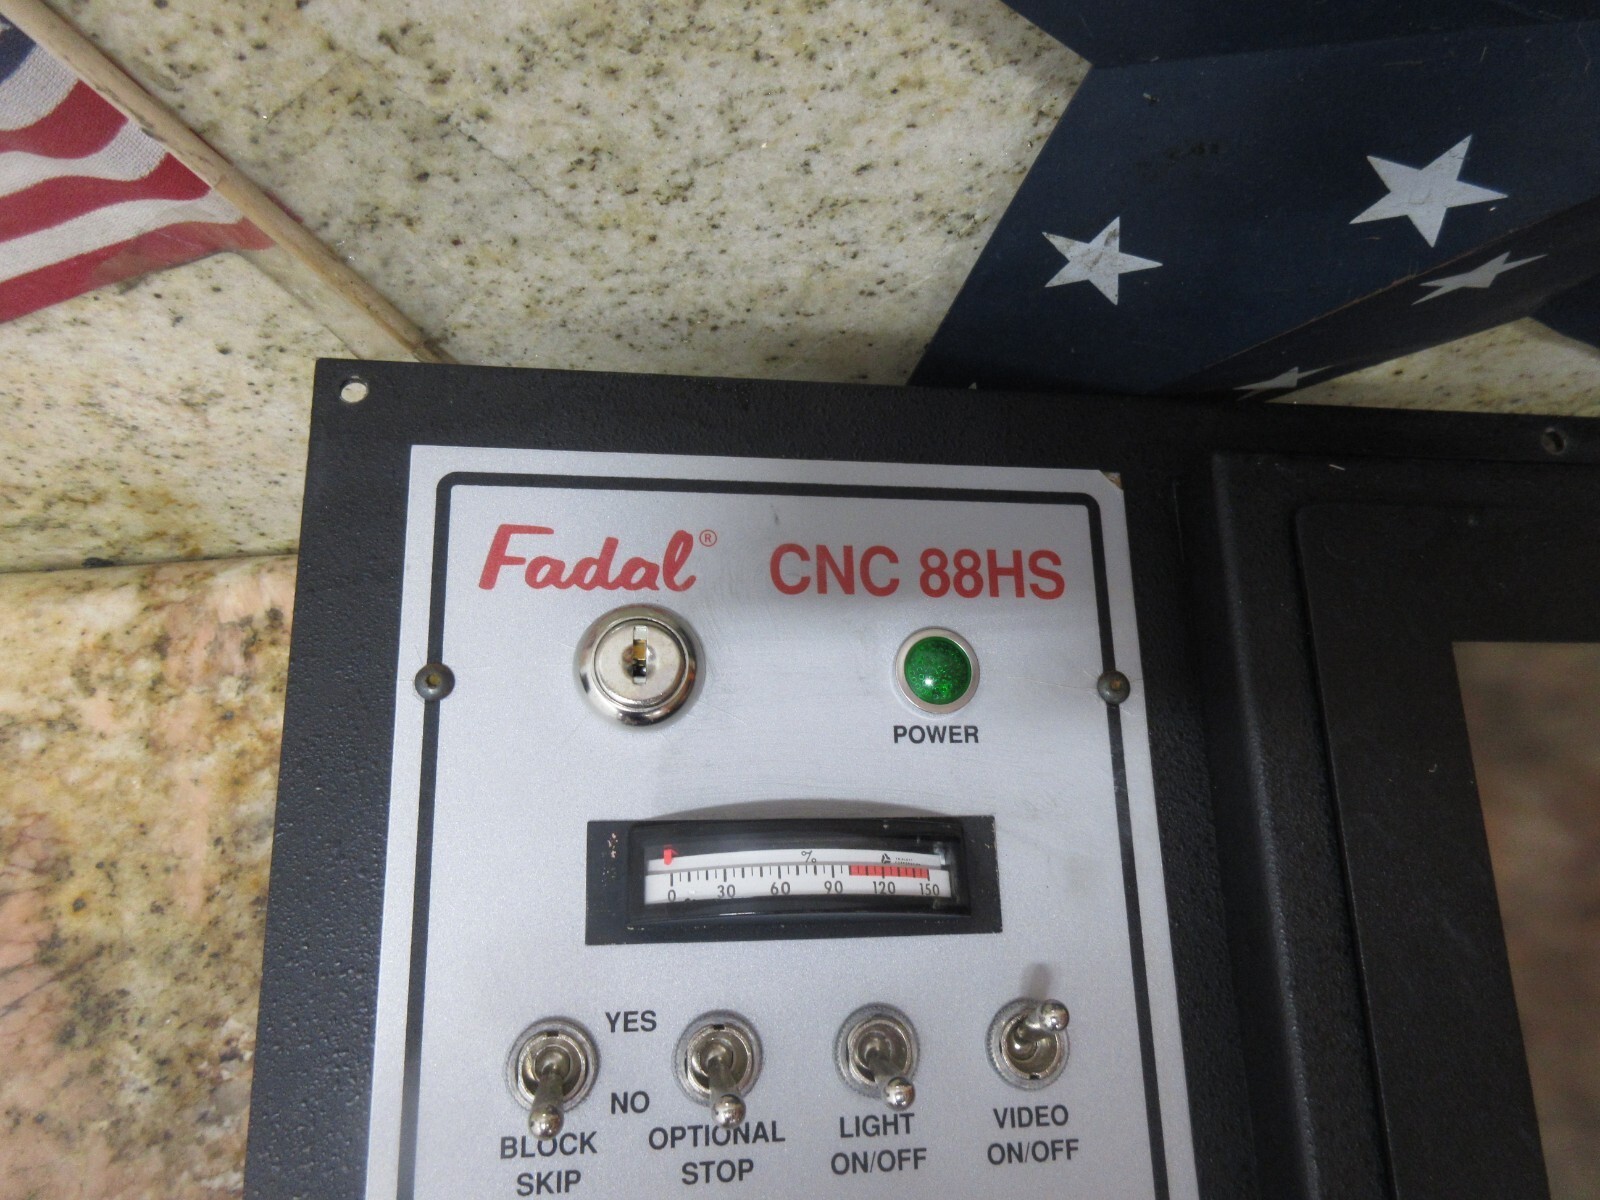 Fadal® CNC 88HS
POWER
%
0 30 60 90 120 150
YES
NO
BLOCK SKIP
OPTIONAL STOP
LIGHT ON/OFF
VIDEO ON/OFF